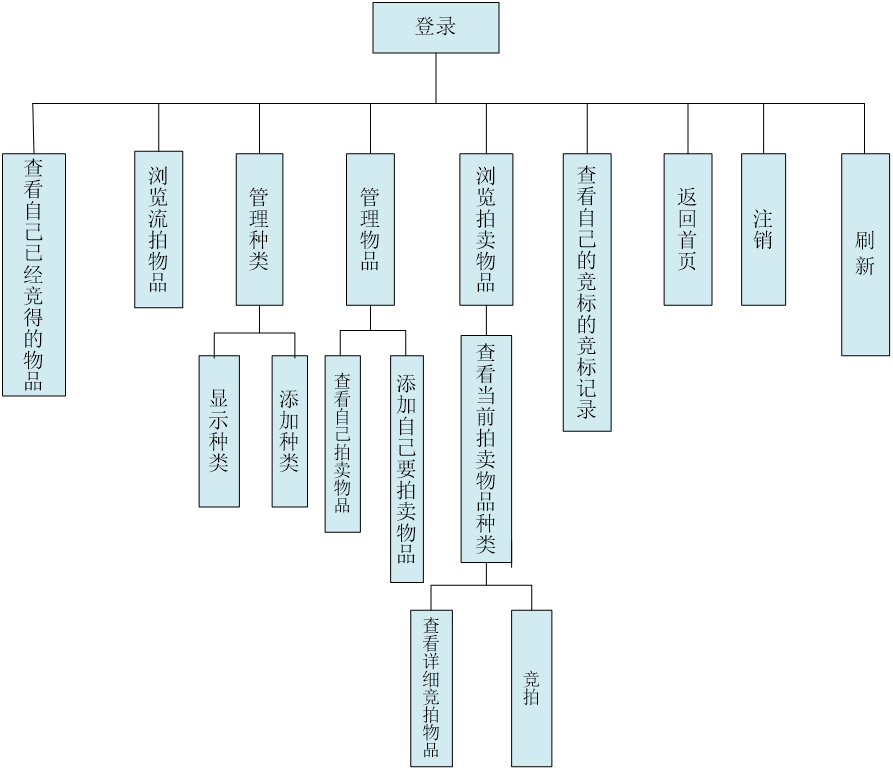 登录
查看自己已经竞得的物品
浏览流拍物品
管理种类
管理物品
浏览拍卖物品
查看自己的竞标的竞标记录
返回首页
注销
刷新
显示种类
添加种类
查看自己拍卖物品
添加自己要拍卖物品
查看当前拍卖物品种类
查看详细竞拍物品
竞拍